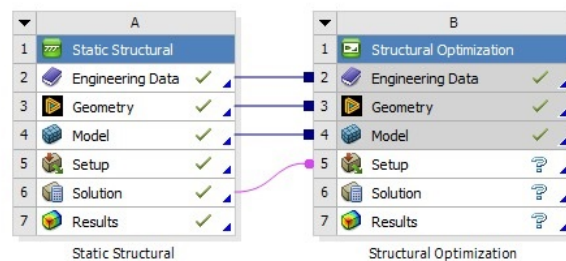 A
1 Static Structural
2 Engineering Data
3 Geometry
4 Model
5 Setup
6 Solution
7 Results
Static Structural
B
1 Structural Optimization
2 Engineering Data
3 Geometry
4 Model
5 Setup ?
6 Solution ?
7 Results ?
Structural Optimization